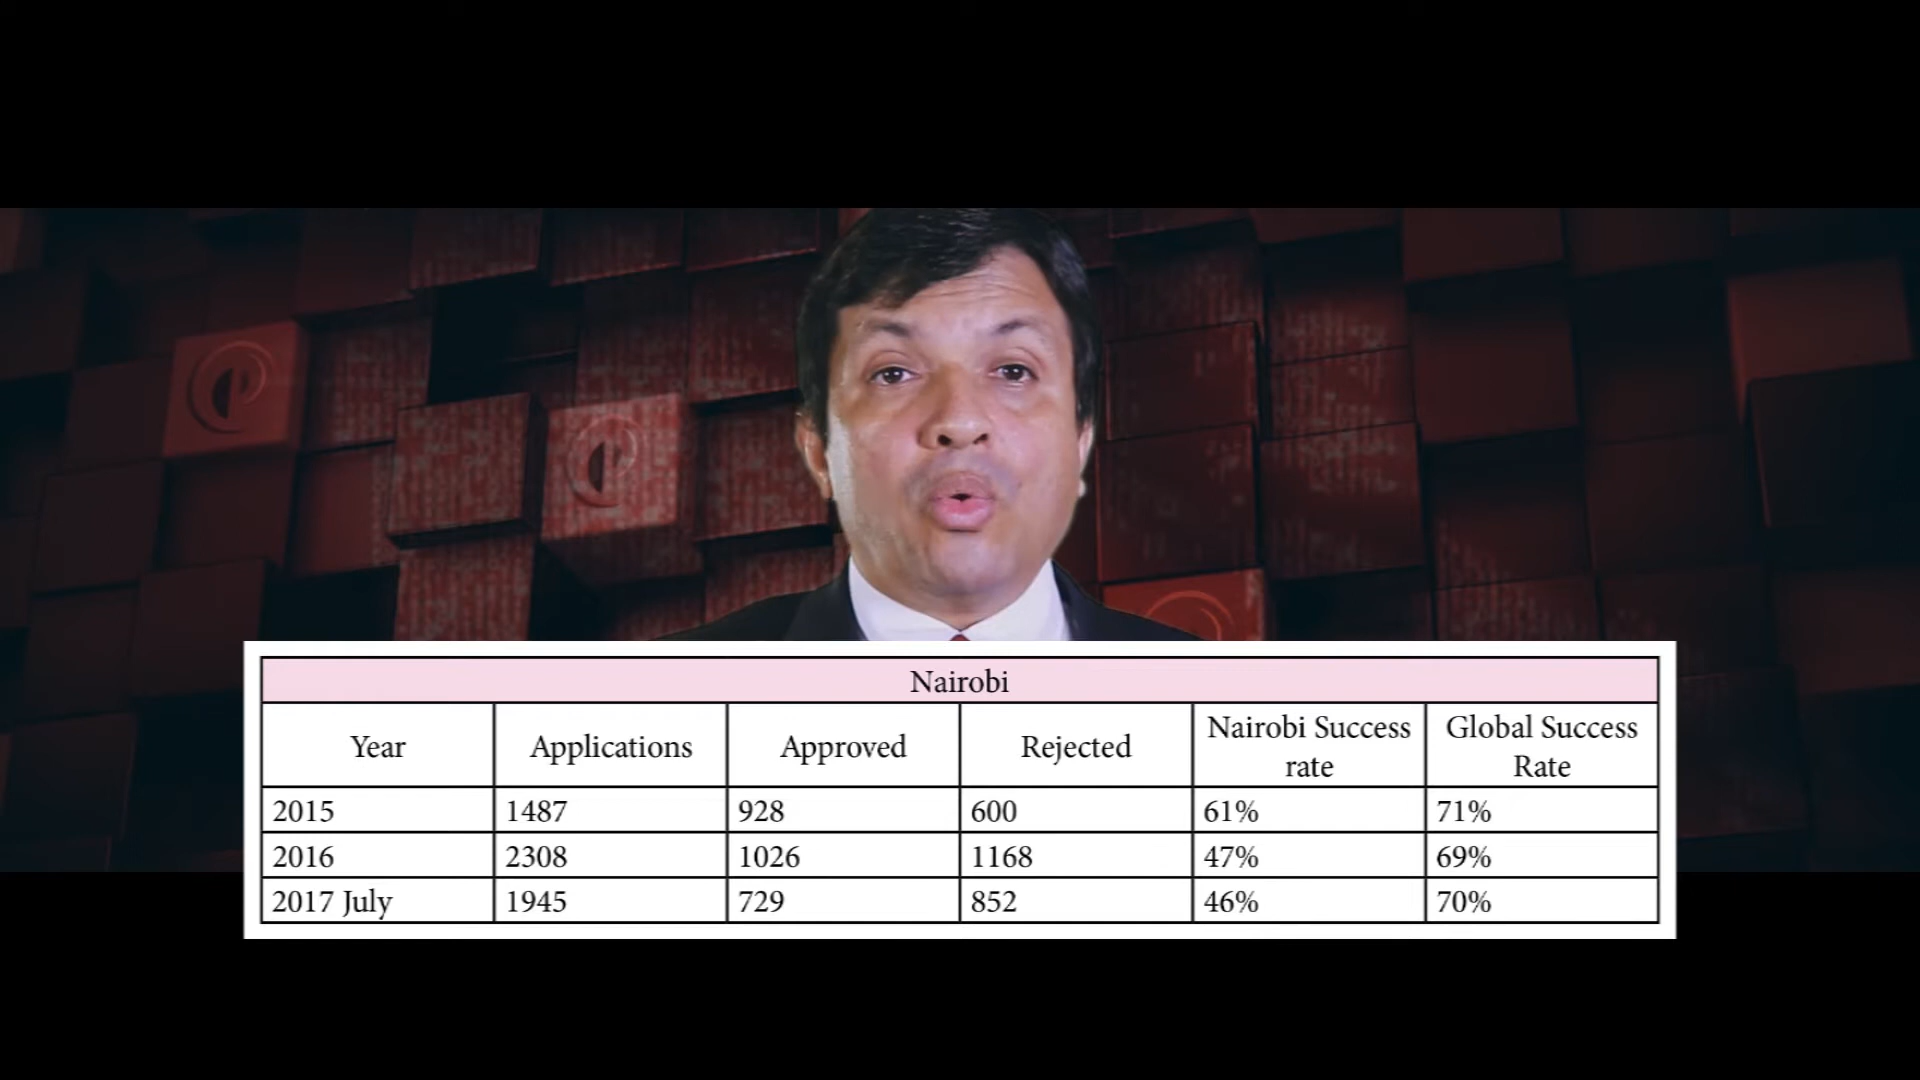 Nairobi
Year Applications Approved Rejected Nairobi Success rate Global Success Rate
2015 1487 928 600 61% 71%
2016 2308 1026 1168 47% 69%
2017 July 1945 729 852 46% 70%